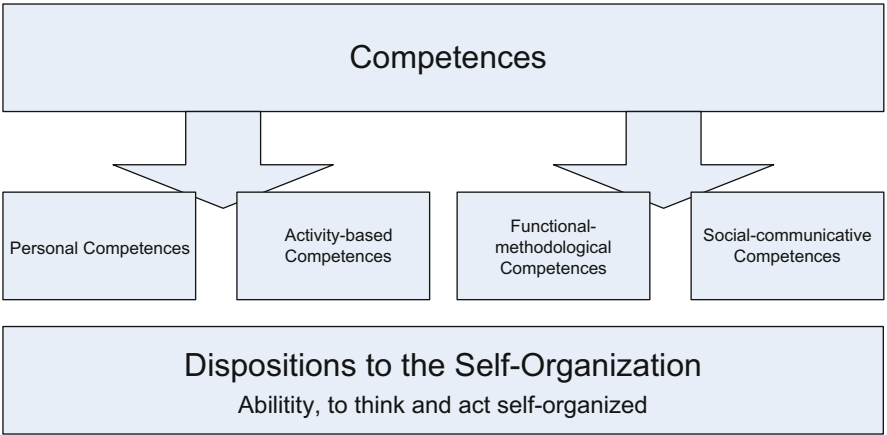 Competences
Personal Competences
Activity-based
Competences
Functional-
methodological
Competences
Social-communicative
Competences
Dispositions to the Self-Organization
Abilitity, to think and act self-organized